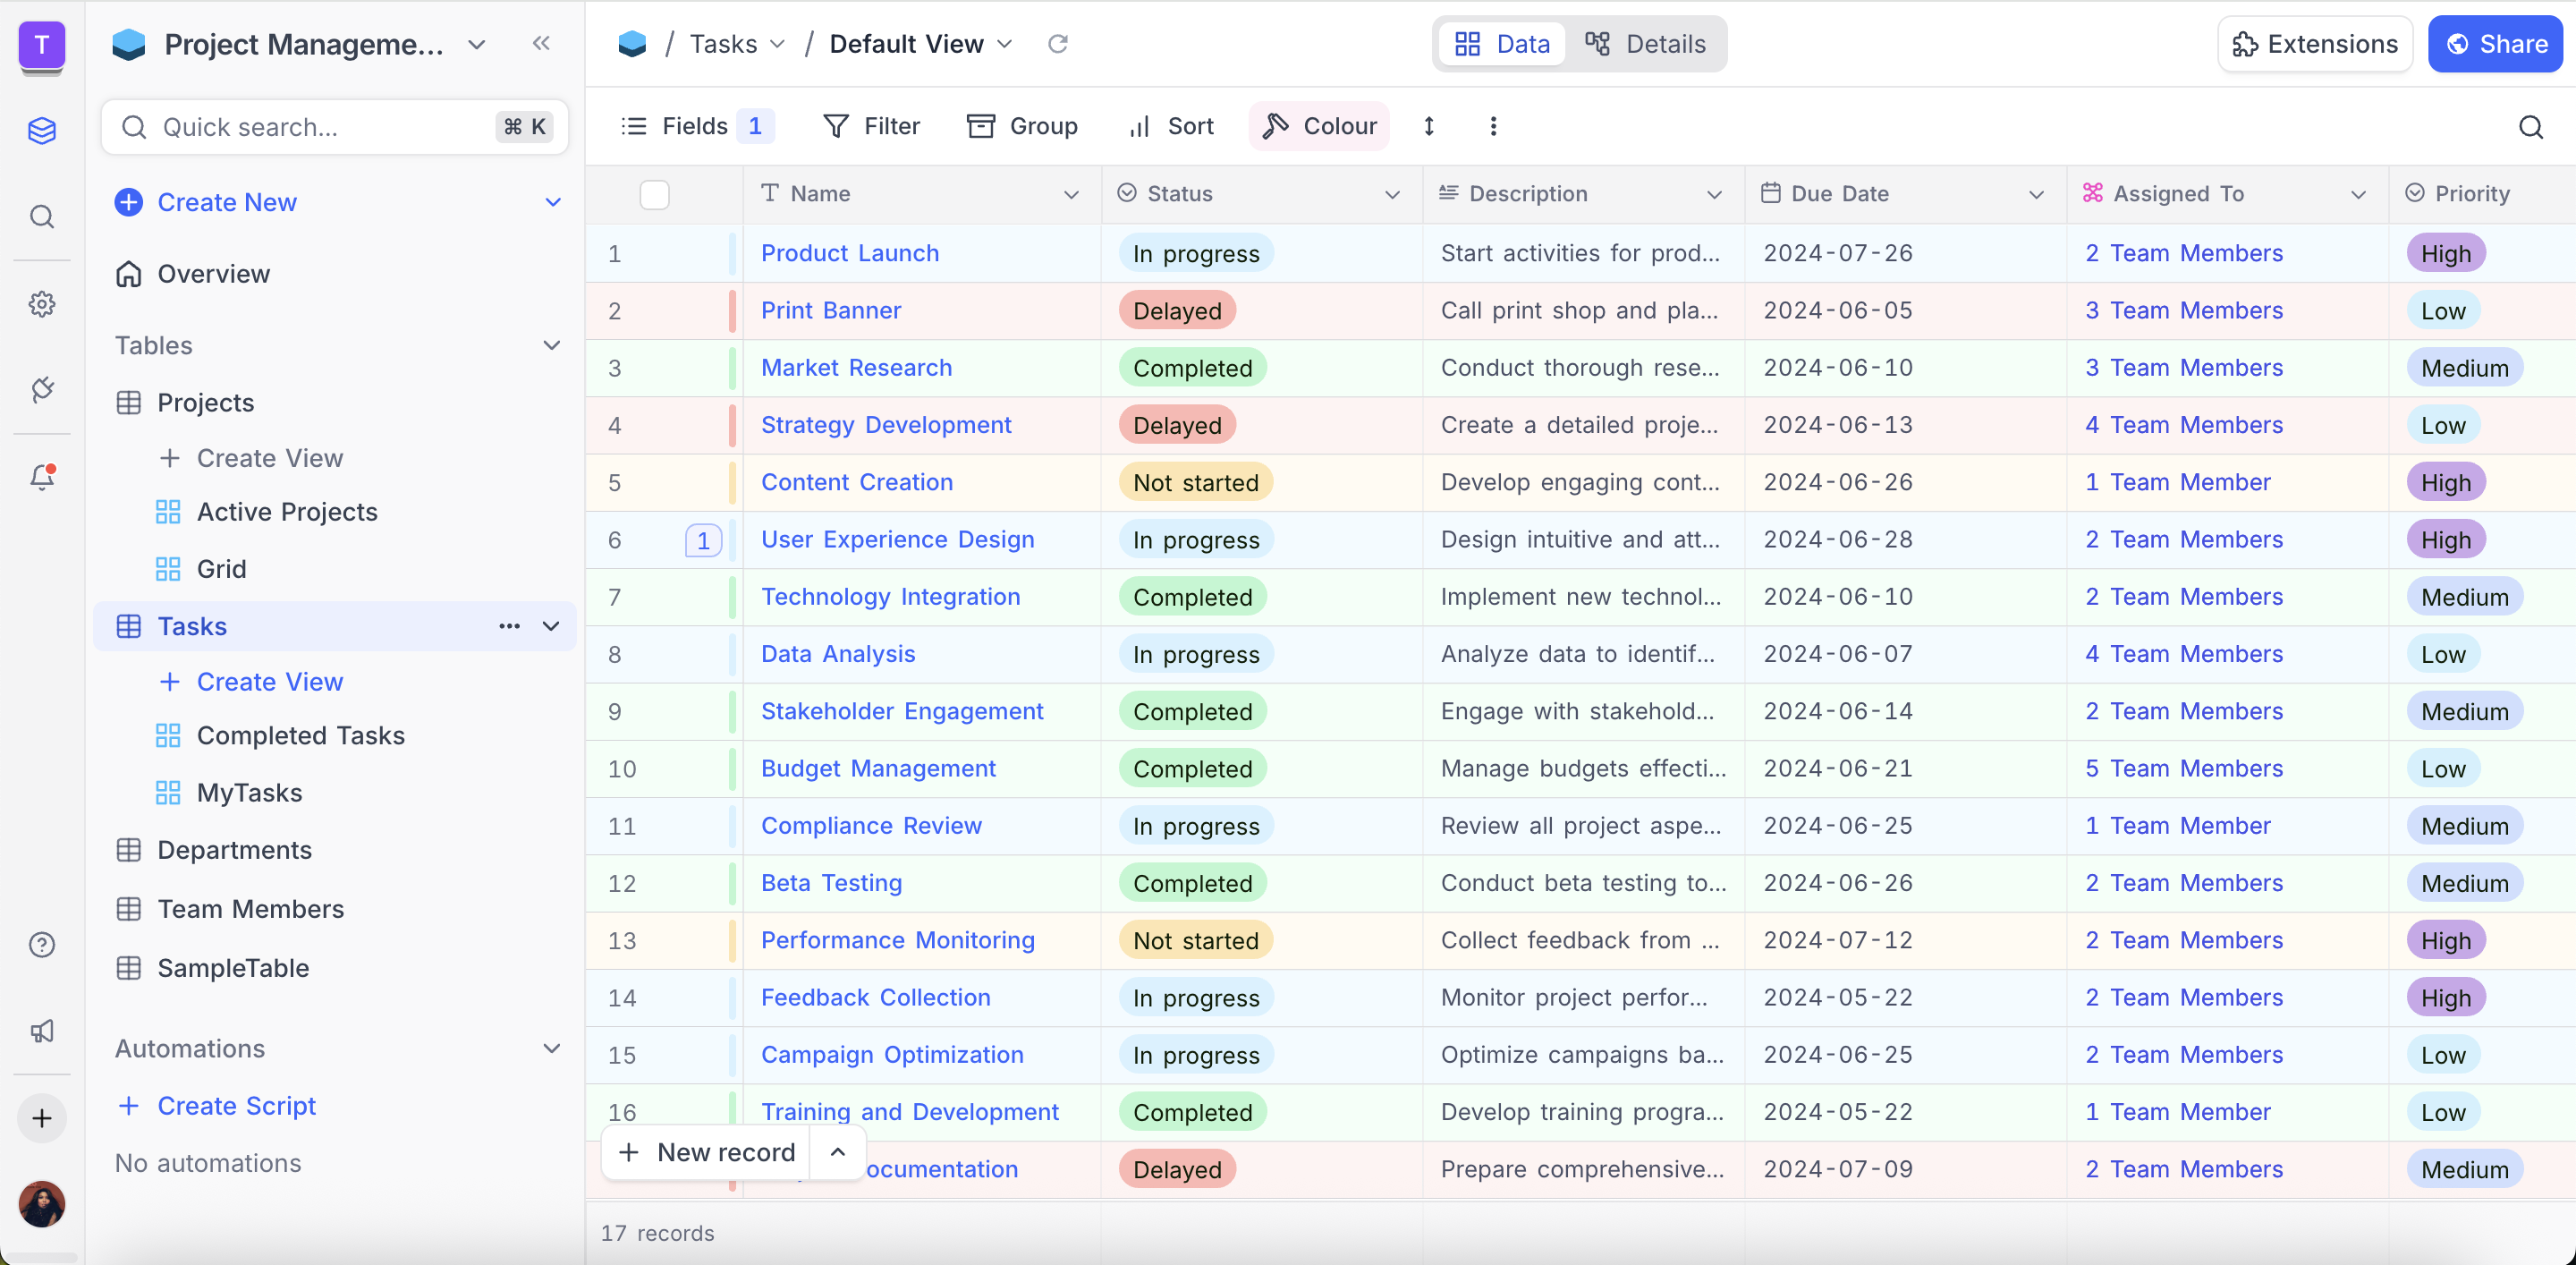 T
Project Manageme...
Quick search...
⌘ K
Create New
Overview
Tables
Projects
Create View
Active Projects
Grid
Tasks
Create View
Completed Tasks
MyTasks
Departments
Team Members
SampleTable
Automations
Create Script
No automations
/ Tasks / Default View
Data
Details
Extensions
Share
Fields 1 Filter Group Sort Colour
Name Status Description Due Date Assigned To Priority
1 Product Launch In progress Start activities for prod... 2024-07-26 2 Team Members High
2 Print Banner Delayed Call print shop and pla... 2024-06-05 3 Team Members Low
3 Market Research Completed Conduct thorough rese... 2024-06-10 3 Team Members Medium
4 Strategy Development Delayed Create a detailed proje... 2024-06-13 4 Team Members Low
5 Content Creation Not started Develop engaging cont... 2024-06-26 1 Team Member High
6 1 User Experience Design In progress Design intuitive and att... 2024-06-28 2 Team Members High
7 Technology Integration Completed Implement new technol... 2024-06-10 2 Team Members Medium
8 Data Analysis In progress Analyze data to identif... 2024-06-07 4 Team Members Low
9 Stakeholder Engagement Completed Engage with stakehold... 2024-06-14 2 Team Members Medium
10 Budget Management Completed Manage budgets effecti... 2024-06-21 5 Team Members Low
11 Compliance Review In progress Review all project aspe... 2024-06-25 1 Team Member Medium
12 Beta Testing Completed Conduct beta testing to... 2024-06-26 2 Team Members Medium
13 Performance Monitoring Not started Collect feedback from ... 2024-07-12 2 Team Members High
14 Feedback Collection In progress Monitor project perfor... 2024-05-22 2 Team Members High
15 Campaign Optimization In progress Optimize campaigns ba... 2024-06-25 2 Team Members Low
16 Training and Development Completed Develop training progra... 2024-05-22 1 Team Member Low
New record
ocumentation Delayed Prepare comprehensive... 2024-07-09 2 Team Members Medium
17 records